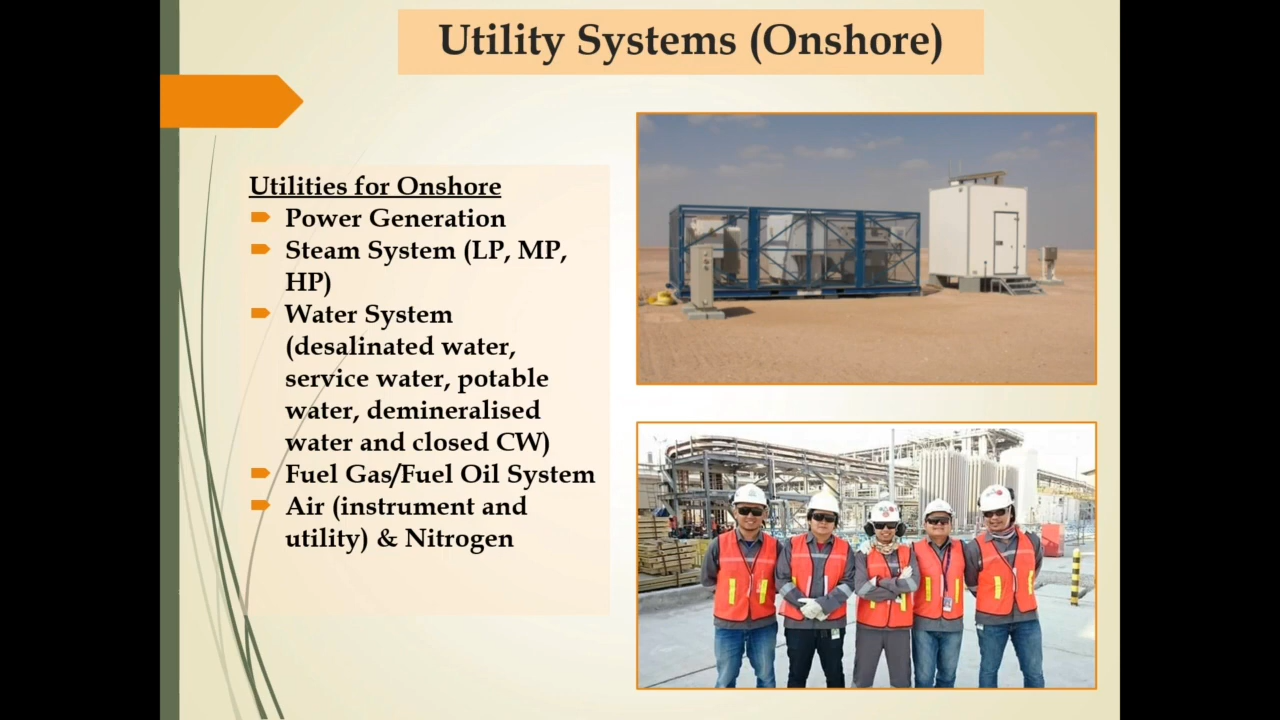 Utility Systems (Onshore)
Utilities for Onshore
Power Generation
Steam System (LP, MP,
HP)
Water System
(desalinated water,
service water, potable
water, demineralised
water and closed CW)
Fuel Gas/Fuel Oil System
Air (instrument and
utility) & Nitrogen